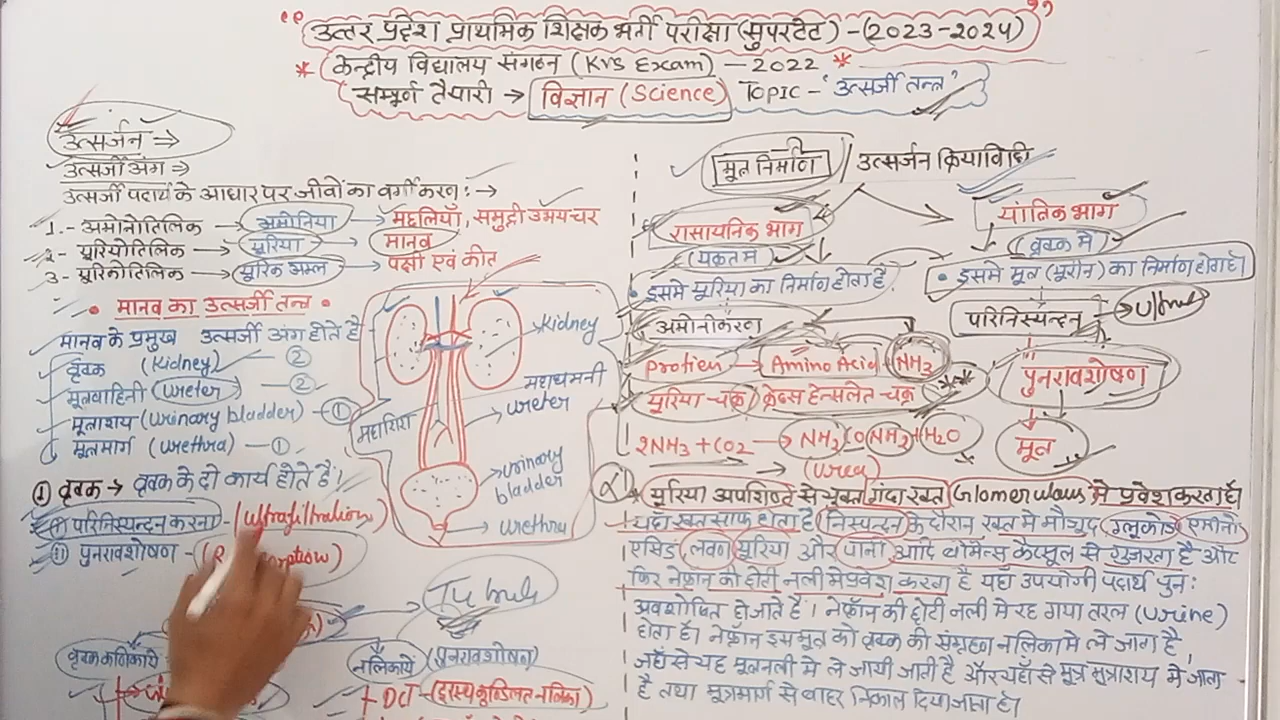 " उत्तर प्रदेश प्राथमिक शिक्षक भर्ती परीक्षा (सुपरटेट) - (2023-2024) "
* केन्द्रीय विद्यालय संगठन (KVS Exam) - 2022 *
सम्पूर्ण तैयारी → विज्ञान (Science) Topic - 'उत्सर्जी तन्त्र'
उत्सर्जन ⇒
उत्सर्जी अंग ⇒
उत्सर्जी पदार्थ के आधार पर जीवों का वर्गीकरण :→
1.- अमोनोतिलिक → अमोनिया → मछलियाँ, समुद्री उभयचर
2- यूरियोतिलिक → यूरिया → मानव
3- यूरिकोतिलिक → यूरिक अम्ल → पक्षी एवं कीट
• मानव का उत्सर्जी तन्त्र •
मानव के प्रमुख उत्सर्जी अंग होते है
वृक्क (Kidney) - 2
मूत्रवाहिनी (Ureter) - 2
मूत्राशय (Urinary bladder) - 1
मूत्रमार्ग (Urethra) - 1
① वृक्क → वृक्क के दो कार्य होते है।
(i) परिनिस्यन्दन करना - (Ultrafiltration)
(ii) पुनरावशोषण -
Tubule
वृक्क कणिकाये
नलिकाये (पुनरावशोषण)
DCT - (दूरस्थ कुण्डलित नलिका)
Kidney
महाधमनी
ureter
महाशिरा
urinary bladder
urethra
मूत्र निर्माण / उत्सर्जन क्रियाविधि
रासायनिक भाग
(यकृत मे)
• इसमे यूरिया का निर्माण होता है
अमोनीकरण
Protien → Amino Acid NH3
यूरिया-चक्र / क्रेब्स हेन्सलेत चक्र **
2NH3 + CO2 → NH2CONH2 + H2O
→ (Urea)
यांत्रिक भाग
(वृक्क मे)
• इसमे मूत्र (यूरीन) का निर्माण होता है।
परिनिस्यन्दन →
पुनरावशोषण
मूत्र
यूरिया अपशिष्ट से युक्त गंदा रक्त Glomerulous मे प्रवेश करता है।
यहाँ रक्त साफ होता है निस्यन्दन के दौरान रक्त मे मौजूद ग्लूकोज एमीनो
एसिड लवण यूरिया और पानी आदि वोमेन्स कैप्सूल से गुजरता है और
फिर नेफ्रान की छोटी नली मे प्रवेश करता है यहाँ उपयोगी पदार्थ पुन:
अवशोषित हो जाते है। नेफ्रॉन की छोटी नली मे रह गया तरल (Urine)
होता है। नेफ्रॉन इस मूत्र को वृक्क की संग्रहण नलिका मे ले जाता है,
जहाँ से यह मूत्रनली मे ले जायी जाती है और यहाँ से मूत्र मुत्राशय मे जाता
है तथा मूत्रमार्ग से बाहर निकाल दिया जाता है।